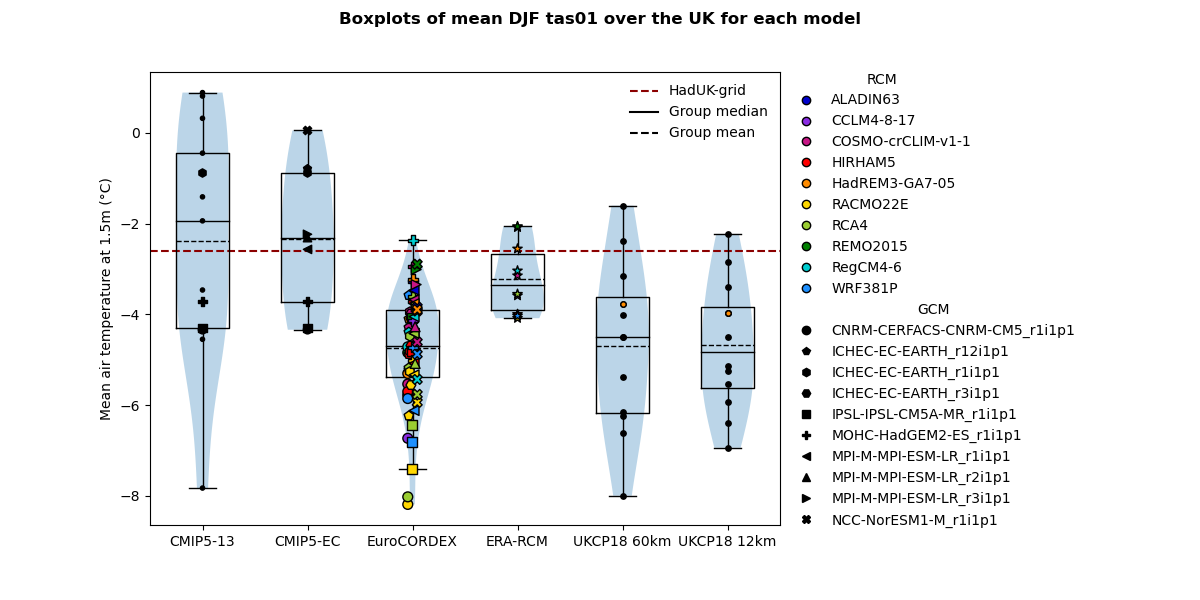 Boxplots of mean DJF tas01 over the UK for each model
Mean air temperature at 1.5m (°C)
0
−2
−4
−6
−8
CMIP5-13
CMIP5-EC
EuroCORDEX
ERA-RCM
UKCP18 60km
UKCP18 12km
HadUK-grid
Group median
Group mean
RCM
ALADIN63
CCLM4-8-17
COSMO-crCLIM-v1-1
HIRHAM5
HadREM3-GA7-05
RACMO22E
RCA4
REMO2015
RegCM4-6
WRF381P
GCM
CNRM-CERFACS-CNRM-CM5_r1i1p1
ICHEC-EC-EARTH_r12i1p1
ICHEC-EC-EARTH_r1i1p1
ICHEC-EC-EARTH_r3i1p1
IPSL-IPSL-CM5A-MR_r1i1p1
MOHC-HadGEM2-ES_r1i1p1
MPI-M-MPI-ESM-LR_r1i1p1
MPI-M-MPI-ESM-LR_r2i1p1
MPI-M-MPI-ESM-LR_r3i1p1
NCC-NorESM1-M_r1i1p1